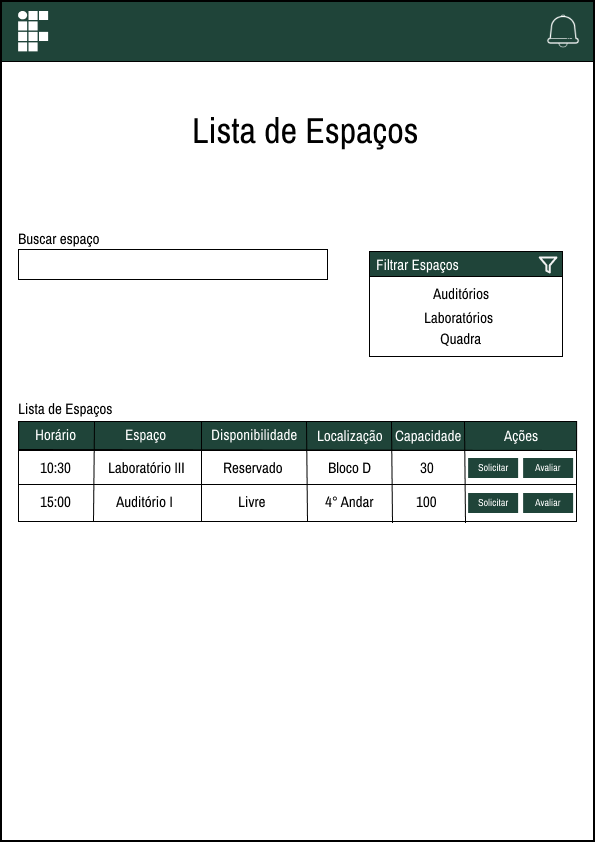 Lista de Espaços
Buscar espaço
Filtrar Espaços
Auditórios
Laboratórios
Quadra
Lista de Espaços
Horário Espaço Disponibilidade Localização Capacidade Ações
10:30 Laboratório III Reservado Bloco D 30 Solicitar Avaliar
15:00 Auditório I Livre 4° Andar 100 Solicitar Avaliar